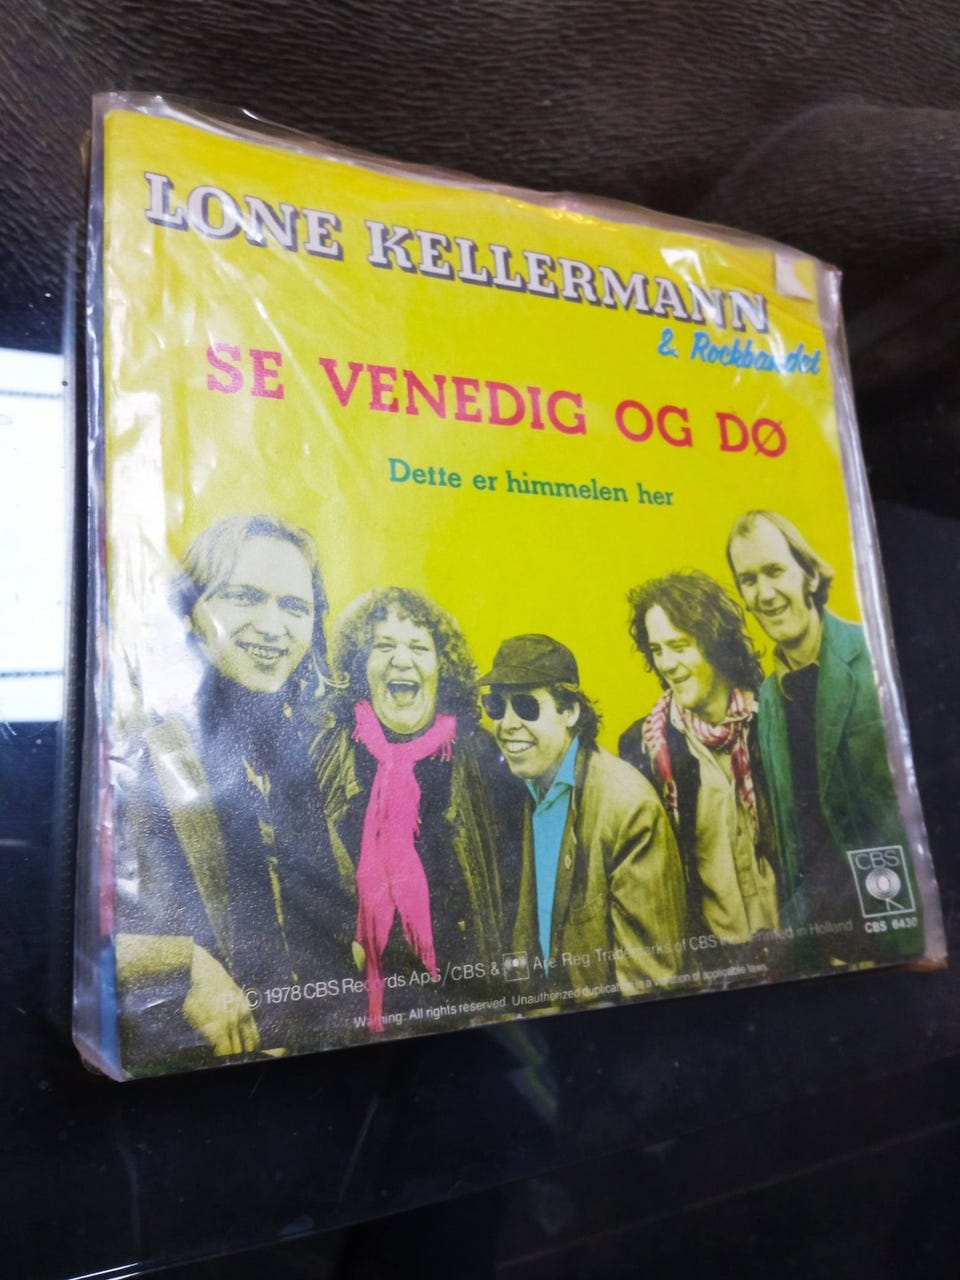 LONE KELLERMANN
& Rockbandet
SE VENEDIG OG DØ
Dette er himmelen her
CBS
CBS 6430
℗/© 1978 CBS Records ApS/CBS & Are Reg Trademarks of CBS Inc. Printed in Holland
Warning: All rights reserved. Unauthorized duplication is a violation of applicable laws.